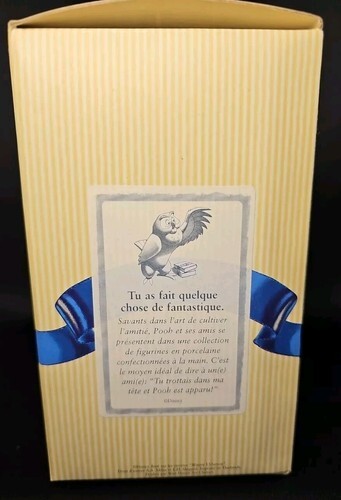 Tu as fait quelque
chose de fantastique.
Savants dans l'art de cultiver
l'amitié, Pooh et ses amis se
présentent dans une collection
de figurines en porcelaine
confectionnées à la main. C'est
le moyen idéal de dire à un(e)
ami(e): "Tu trottais dans ma
tête et Pooh est apparu!"
©Disney